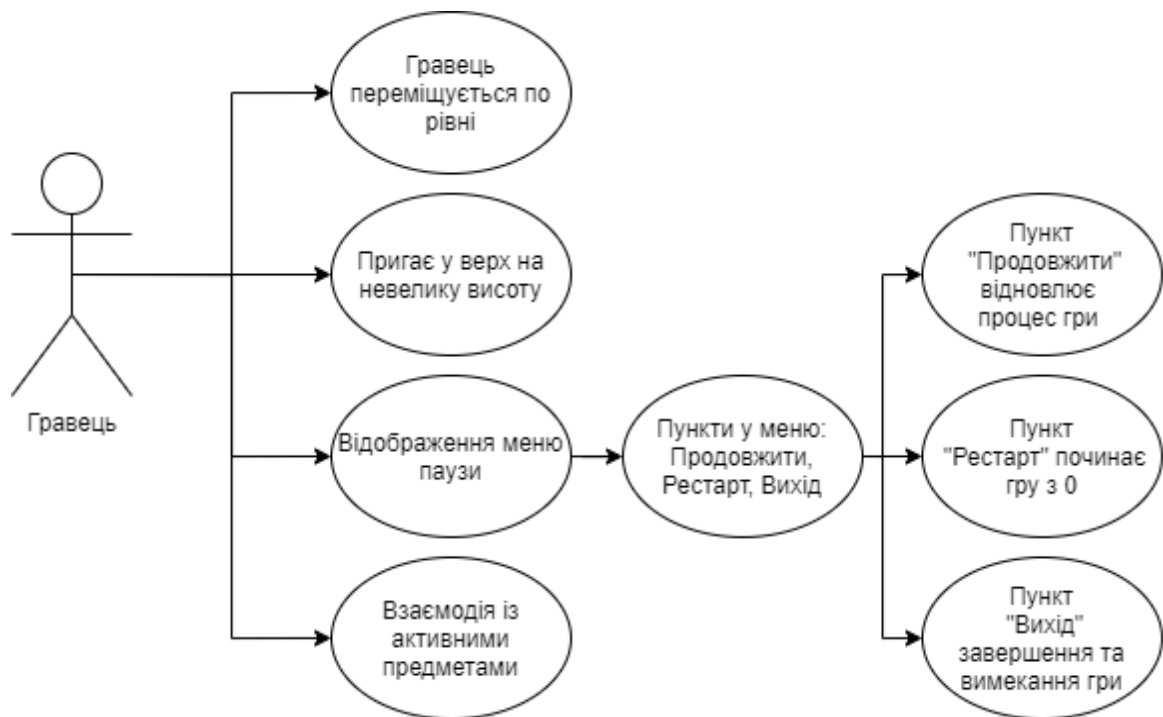 Гравець
переміщується по
рівні
Пригає у верх на
невелику висоту
Відображення меню
паузи
Взаємодія із
активними
предметами
Гравець
Пункти у меню:
Продовжити,
Рестарт, Вихід
Пункт
"Продовжити"
відновлює
процес гри
Пункт
"Рестарт" починає
гру з 0
Пункт
"Вихід"
завершення та
вимекання гри